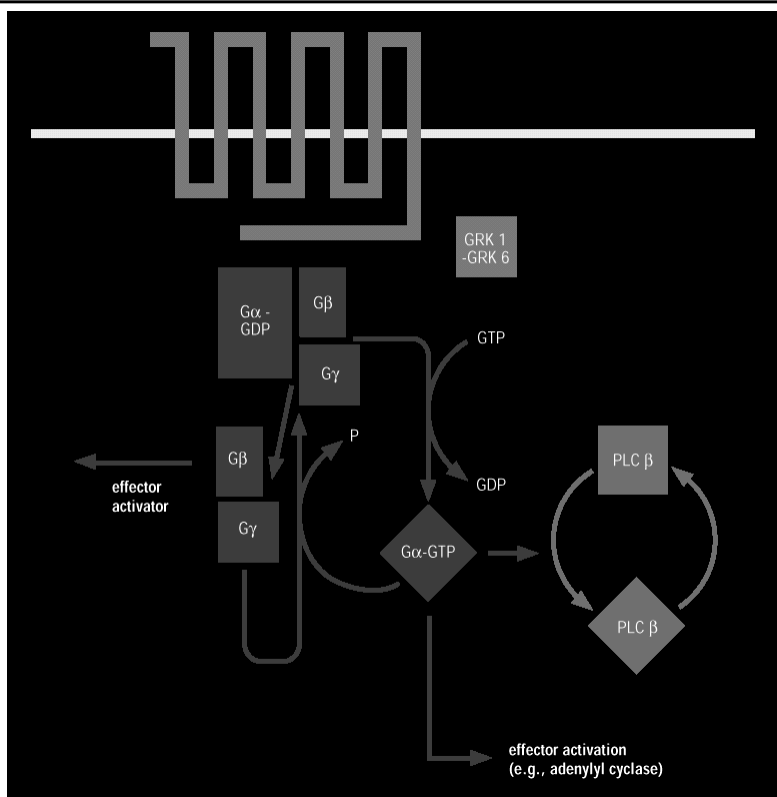 GRK 1
-GRK 6
Gα -
GDP
Gβ
Gγ
GTP
P
Gβ
effector
activator
Gγ
GDP
PLC β
Gα-GTP
PLC β
effector activation
(e.g., adenylyl cyclase)